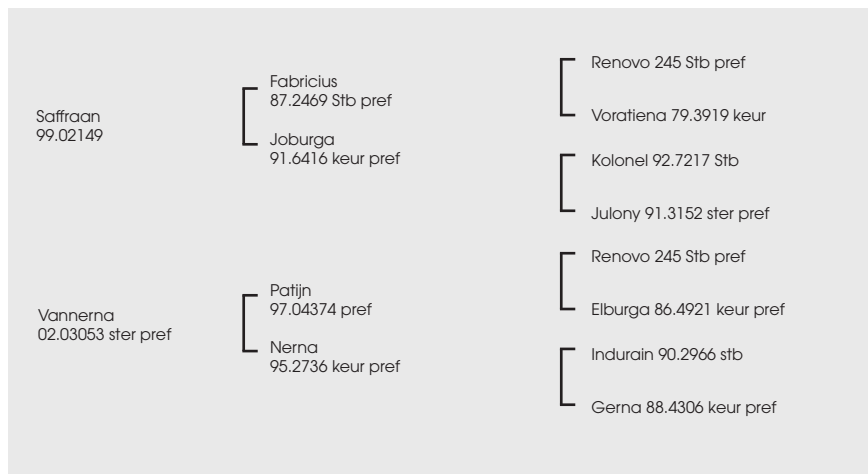 Saffraan
99.02149
Fabricius
87.2469 Stb pref
Joburga
91.6416 keur pref
Renovo 245 Stb pref
Voratiena 79.3919 keur
Kolonel 92.7217 Stb
Julony 91.3152 ster pref
Vannerna
02.03053 ster pref
Patijn
97.04374 pref
Nerna
95.2736 keur pref
Renovo 245 Stb pref
Elburga 86.4921 keur pref
Indurain 90.2966 stb
Gerna 88.4306 keur pref